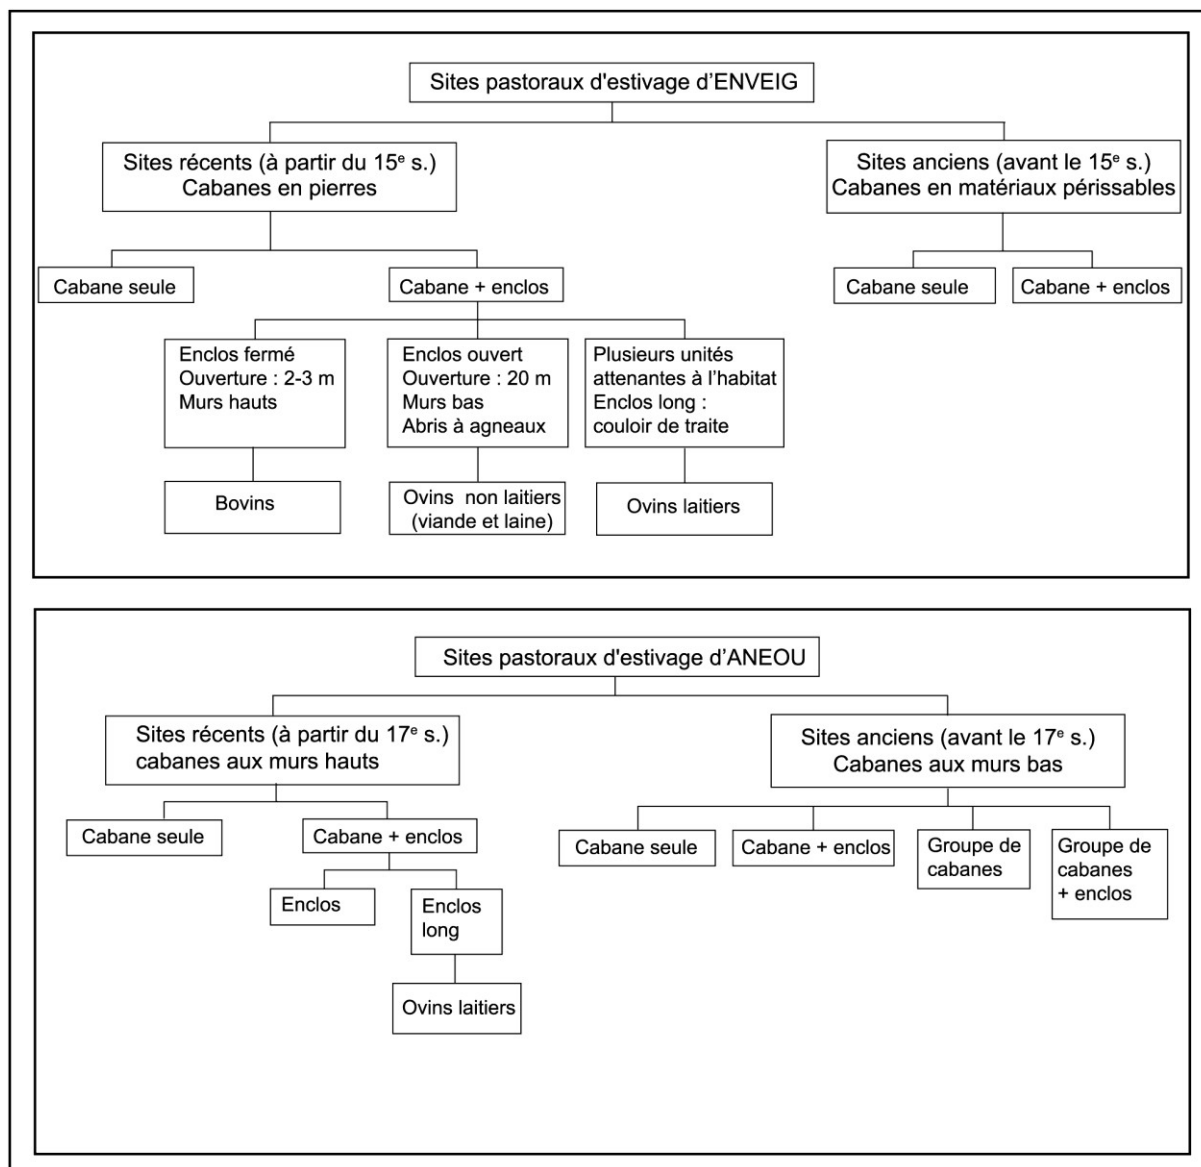 Sites pastoraux d'estivage d'ENVEIG
Sites récents (à partir du 15e s.)
Cabanes en pierres
Sites anciens (avant le 15e s.)
Cabanes en matériaux périssables
Cabane seule
Cabane + enclos
Cabane seule
Cabane + enclos
Enclos fermé
Ouverture : 2-3 m
Murs hauts
Enclos ouvert
Ouverture : 20 m
Murs bas
Abris à agneaux
Plusieurs unités
attenantes à l'habitat
Enclos long :
couloir de traite
Bovins
Ovins non laitiers
(viande et laine)
Ovins laitiers
Sites pastoraux d'estivage d'ANEOU
Sites récents (à partir du 17e s.)
cabanes aux murs hauts
Sites anciens (avant le 17e s.)
Cabanes aux murs bas
Cabane seule
Cabane + enclos
Cabane seule
Cabane + enclos
Groupe de
cabanes
Groupe de
cabanes
+ enclos
Enclos
Enclos
long
Ovins laitiers